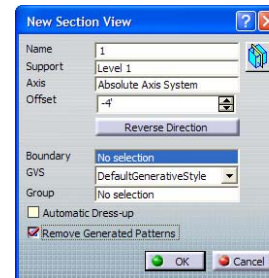 New Section View
Name 1
Support Level 1
Axis Absolute Axis System
Offset -4'
Reverse Direction
Boundary No selection
GVS DefaultGenerativeStyle
Group No selection
Automatic Dress-up
Remove Generated Patterns
OK Cancel